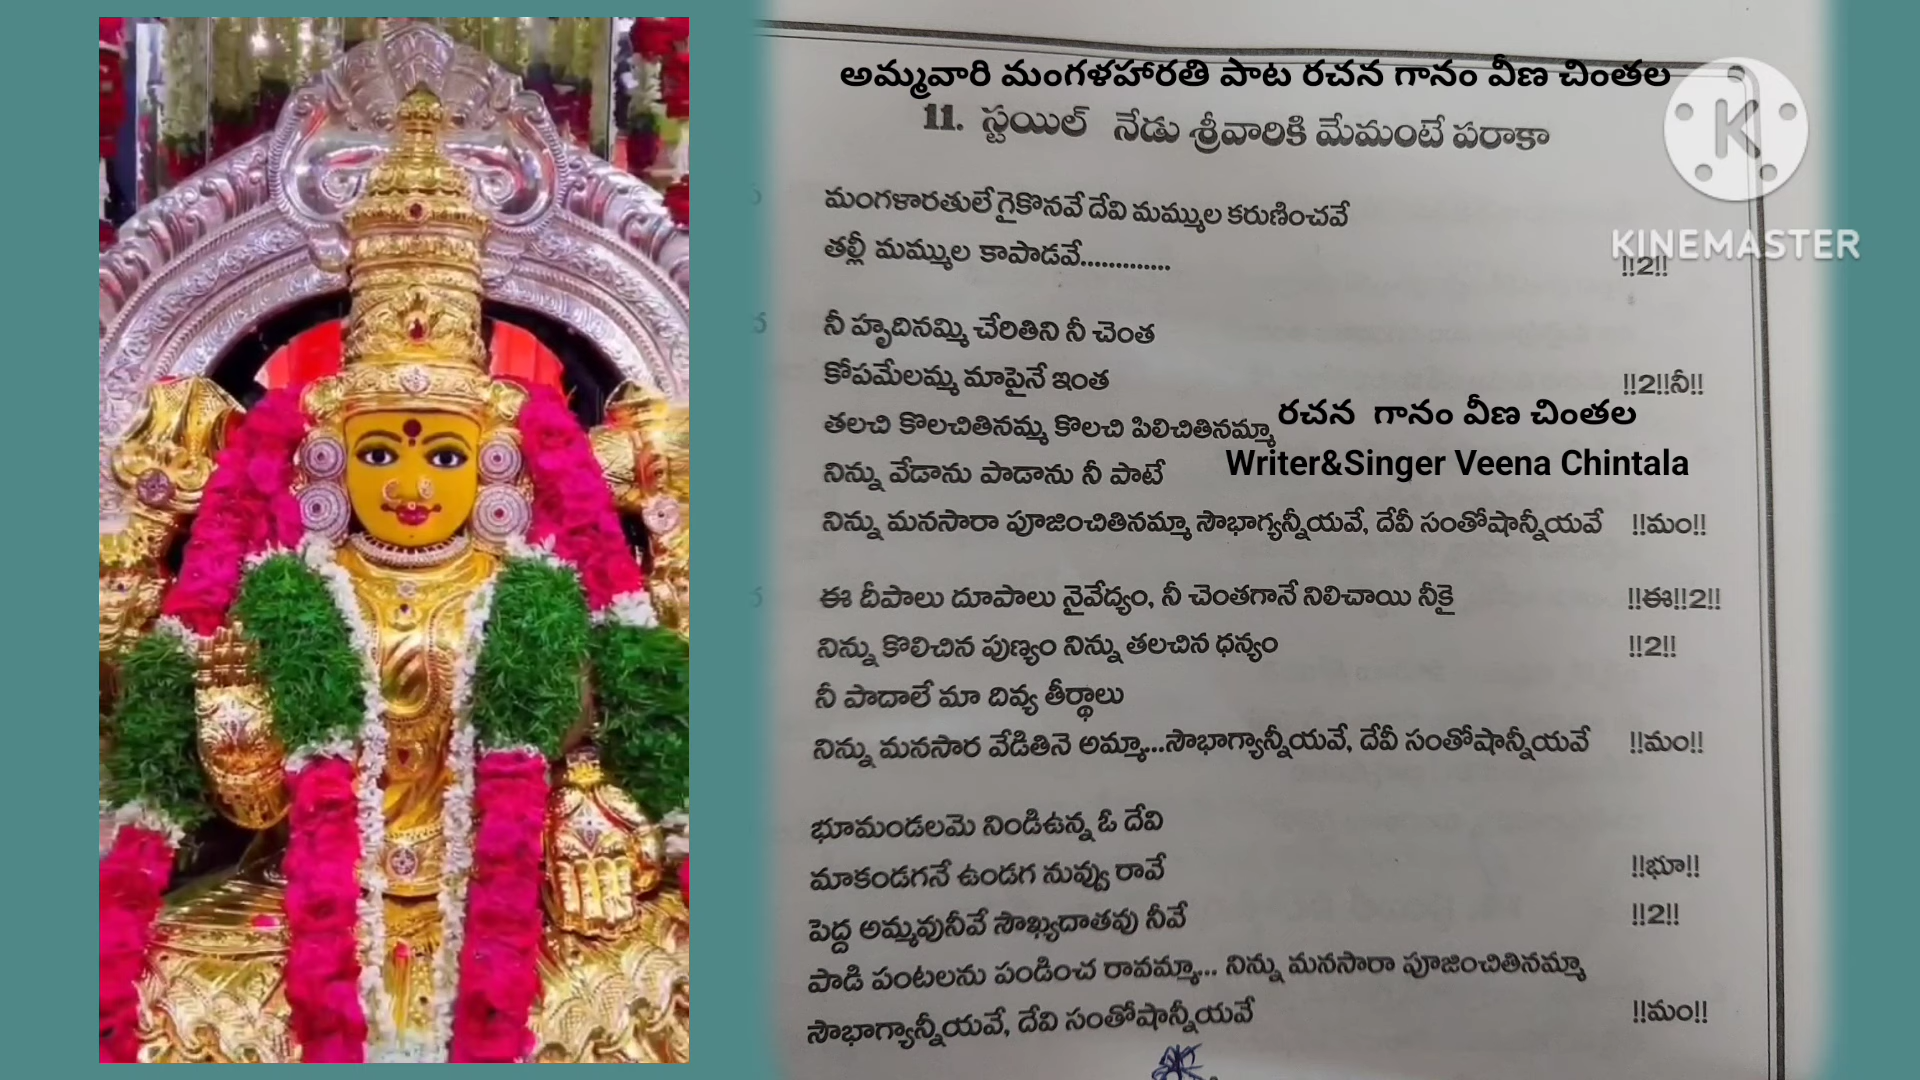 అమ్మవారి మంగళహారతి పాట రచన గానం వీణ చింతల
11. స్టయిల్ నేడు శ్రీవారికి మేమంటే పరాకా
KINEMASTER
మంగళారతులే గైకొనవే దేవి మమ్ముల కరుణించవే
తల్లీ మమ్ముల కాపాడవే............. !!2!!
నీ హృదినమ్మి చేరితిని నీ చెంత
కోపమేలమ్మ మాపైనే ఇంత !!2!!నీ!!
తలచి కొలచితినమ్మ కొలచి పిలిచితినమ్మా
రచన గానం వీణ చింతల
నిన్ను వేడాను పాడాను నీ పాటే
Writer&Singer Veena Chintala
నిన్ను మనసారా పూజించితినమ్మా సౌభాగ్యన్నీయవే, దేవీ సంతోషాన్నీయవే !!మం!!
ఈ దీపాలు దూపాలు నైవేద్యం, నీ చెంతగానే నిలిచాయి నీకై !!ఈ!!2!!
నిన్ను కొలిచిన పుణ్యం నిన్ను తలచిన ధన్యం !!2!!
నీ పాదాలే మా దివ్య తీర్థాలు
నిన్ను మనసార వేడితినె అమ్మా...సౌభాగ్యాన్నీయవే, దేవీ సంతోషాన్నీయవే !!మం!!
భూమండలమె నిండిఉన్న ఓ దేవి
మాకండగనే ఉండగ నువ్వు రావే !!భూ!!
పెద్ద అమ్మవునీవే సౌఖ్యదాతవు నీవే !!2!!
పాడి పంటలను పండించ రావమ్మా... నిన్ను మనసారా పూజించితినమ్మా
సౌభాగ్యాన్నీయవే, దేవి సంతోషాన్నీయవే !!మం!!